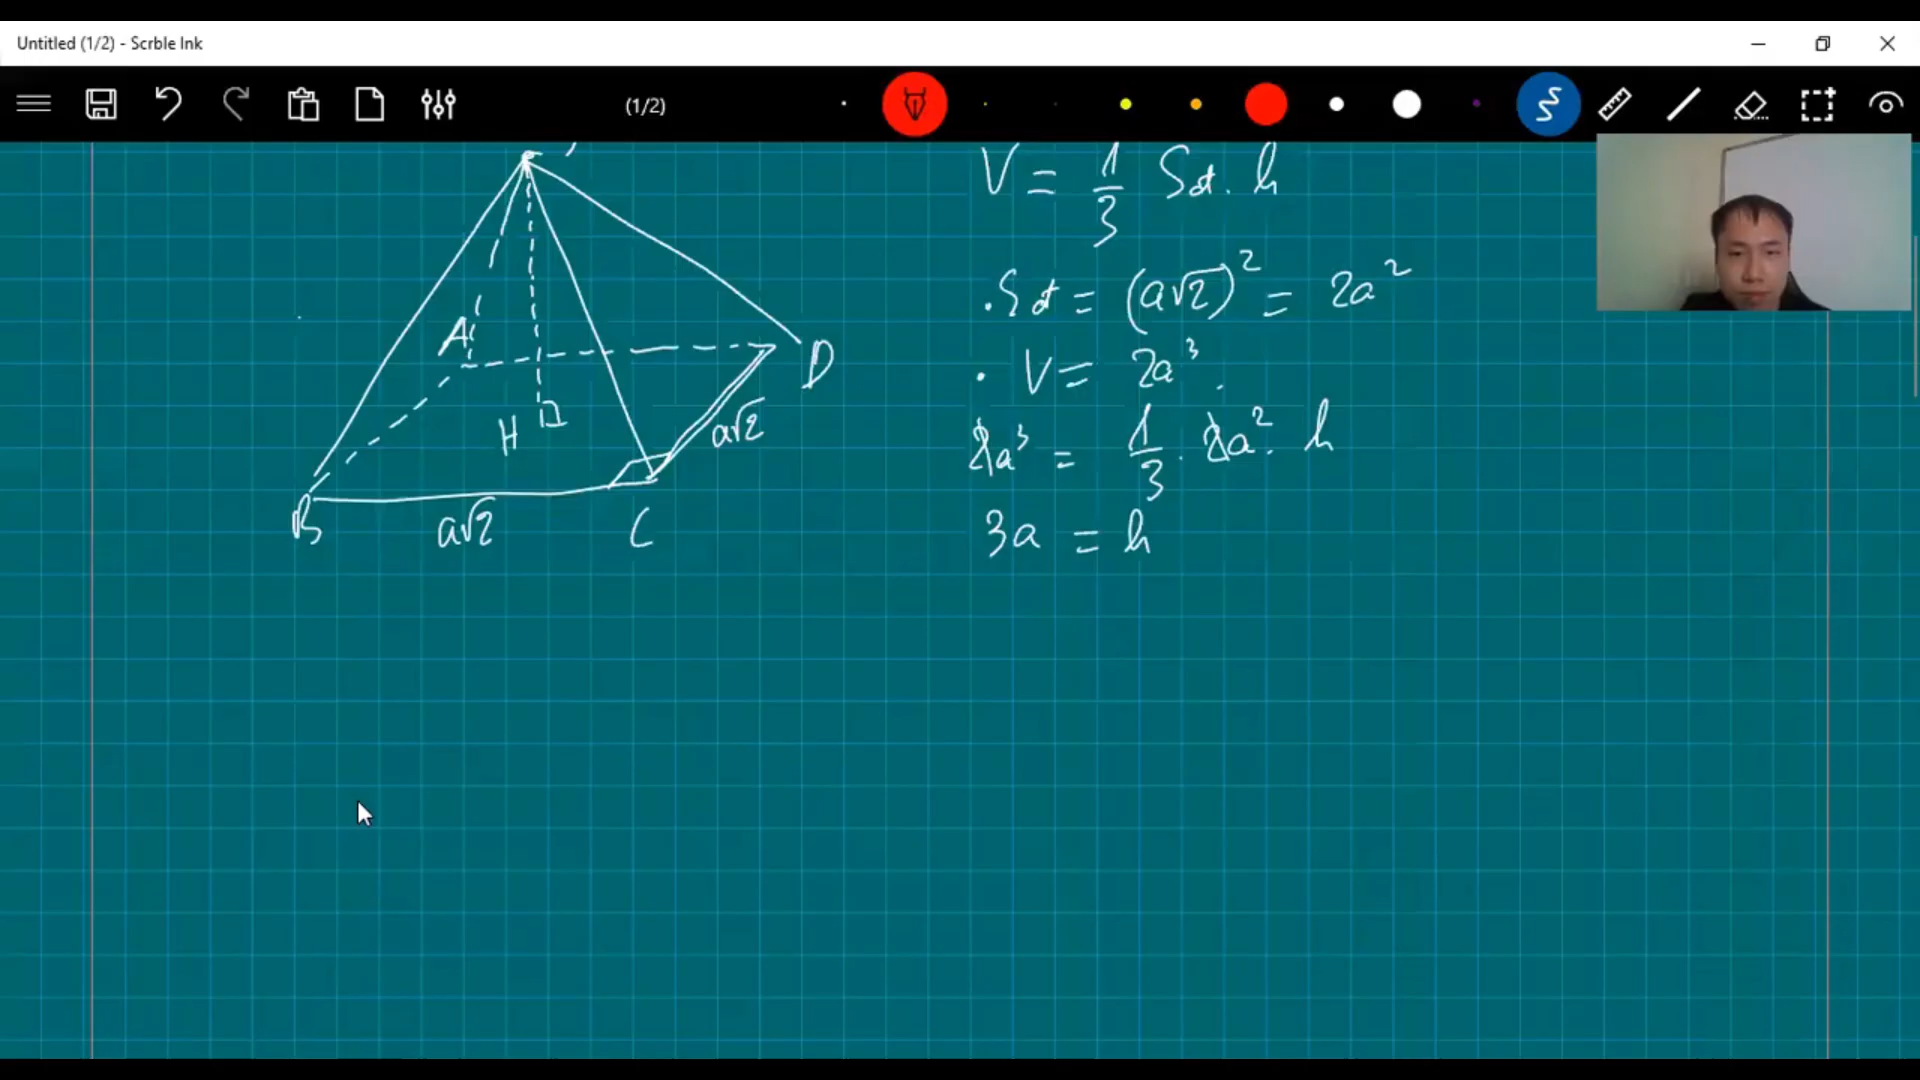 Untitled (1/2) - Scrble Ink
(1/2)
V = 1/3 Sđ. h
. Sđ = (a√2)² = 2a²
. V = 2a³.
2a³ = 1/3 . 2a². h
3a = h
A
D
H
a√2
B
a√2
C